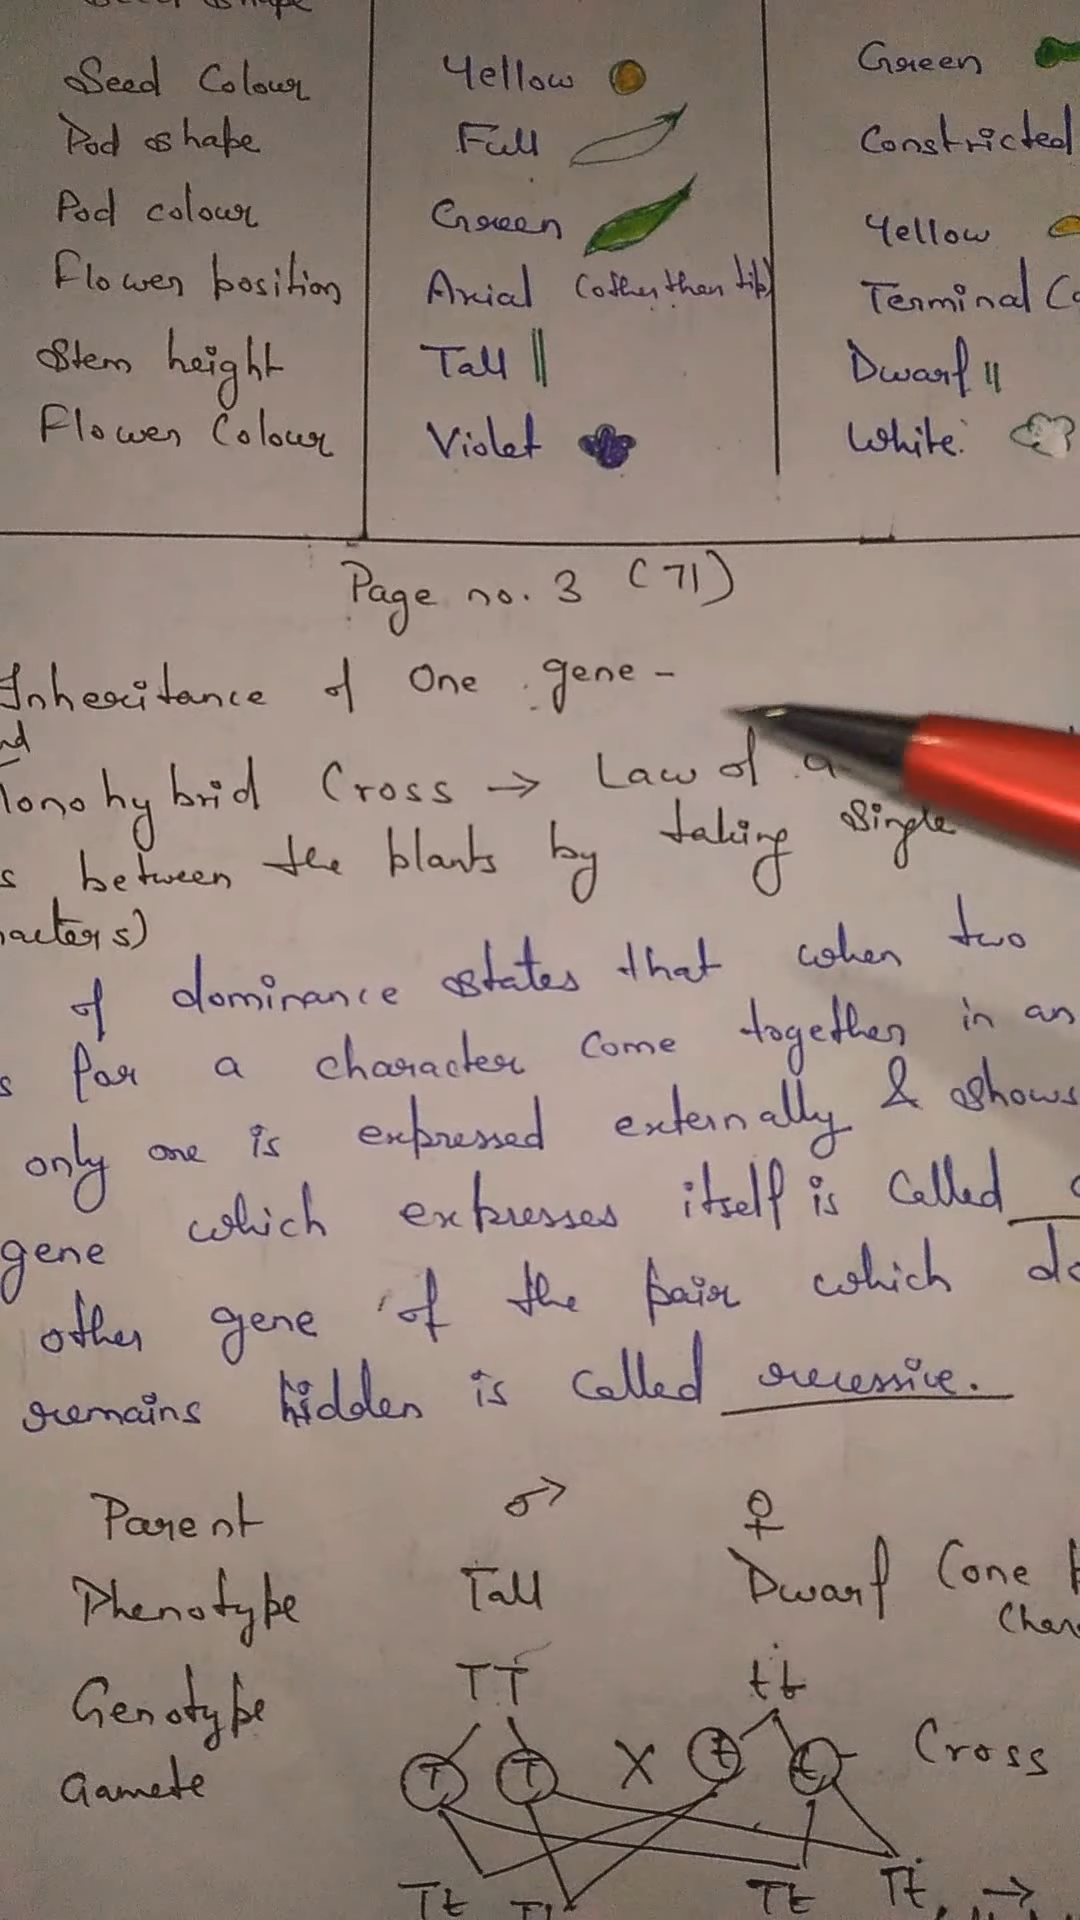 Seed Colour Yellow Green
Pod shape Full Constricted
Pod colour Green Yellow
Flower position Axial (other than tip) Terminal
Stem height Tall Dwarf
Flower Colour Violet White
Page no. 3 (71)
Inheritance of One gene -
Monohybrid Cross → Law of
between the plants by taking single
of dominance states that when two
for a character come together in an
only one is expressed externally & shows
gene which expresses itself is called
other gene of the pair which
remains hidden is called recessive.
Parent ♂ ♀
Phenotype Tall Dwarf (one
Genotype TT tt
Gamete T T X t t Cross
Tt Tt Tt →